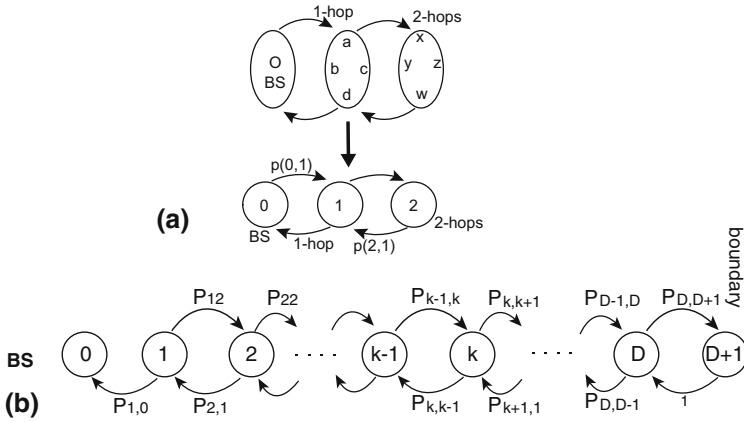 1-hop 2-hops
O
BS
a
b c
d
x
y z
w
p(0,1)
0 1 2
(a)
BS 1-hop p(2,1) 2-hops
boundary
P12 P22 Pk-1,k Pk,k+1 PD-1,D PD,D+1
BS 0 1 2 . . . . k-1 k . . . . D D+1
(b)
P1,0 P2,1 Pk,k-1 Pk+1,1 PD,D-1 1